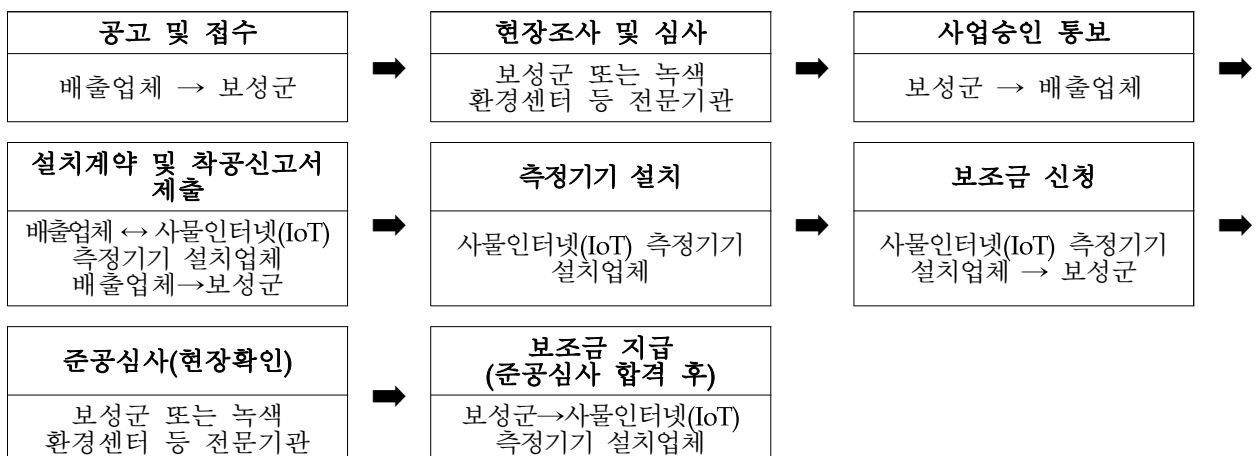 공고 및 접수
배출업체 → 보성군
현장조사 및 심사
보성군 또는 녹색
환경센터 등 전문기관
사업승인 통보
보성군 → 배출업체
설치계약 및 착공신고서
제출
배출업체 ↔ 사물인터넷(IoT)
측정기기 설치업체
배출업체→보성군
측정기기 설치
사물인터넷(IoT) 측정기기
설치업체
보조금 신청
사물인터넷(IoT) 측정기기
설치업체 → 보성군
준공심사(현장확인)
보성군 또는 녹색
환경센터 등 전문기관
보조금 지급
(준공심사 합격 후)
보성군→사물인터넷(IoT)
측정기기 설치업체